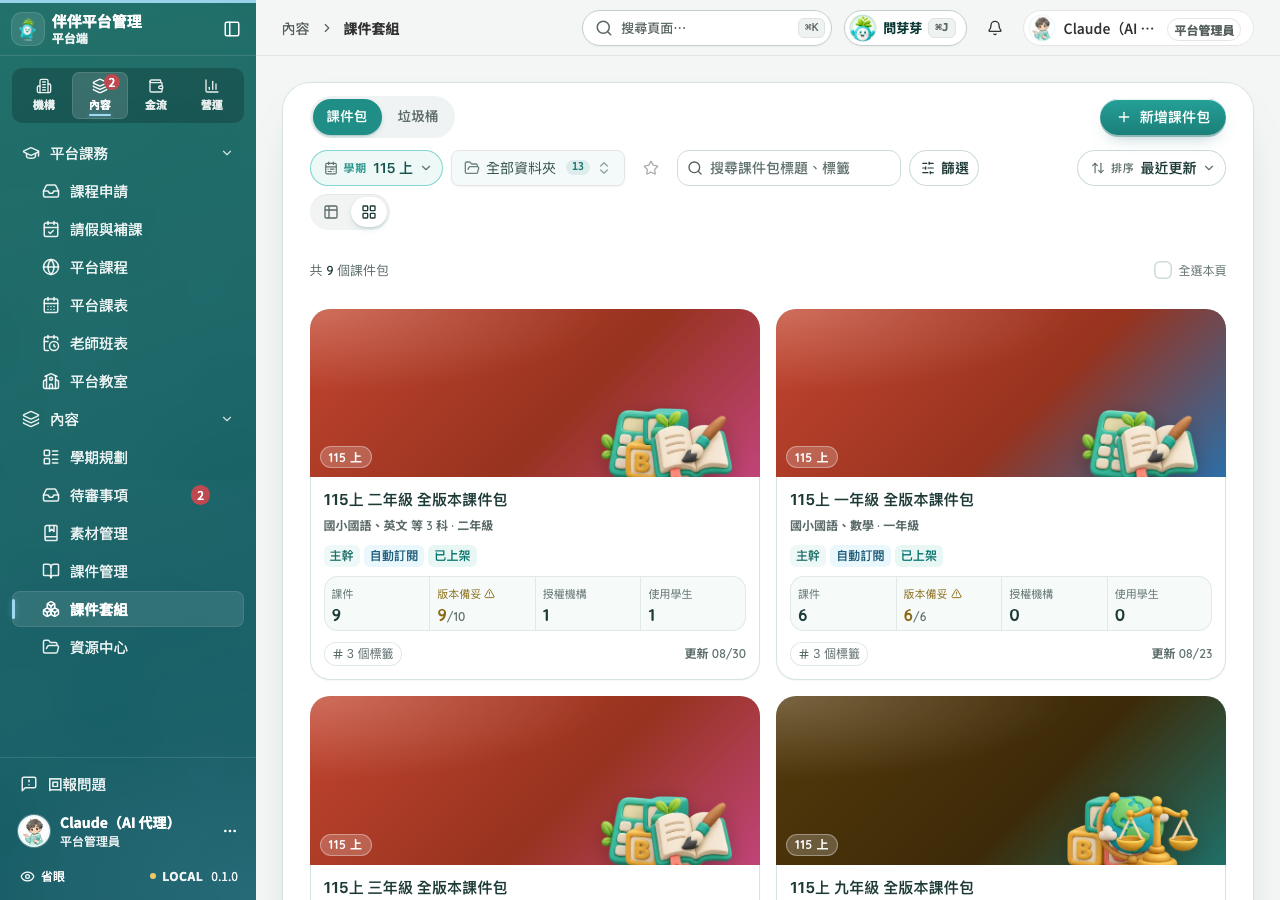 伴伴平台管理
平台端
機構
內容
2
金流
營運
平台課務
課程申請
請假與補課
平台課程
平台課表
老師班表
平台教室
內容
學期規劃
待審事項
2
素材管理
課件管理
課件套組
資源中心
回報問題
Claude（AI 代理）
平台管理員
省眼
LOCAL 0.1.0
內容
課件套組
搜尋頁面⋯
⌘K
問芽芽
⌘J
Claude（AI ⋯
平台管理員
課件包
垃圾桶
新增課件包
學期 115 上
全部資料夾 13
搜尋課件包標題、標籤
篩選
排序 最近更新
共 9 個課件包
全選本頁
115 上
115上 二年級 全版本課件包
國小國語、英文 等 3 科 · 二年級
主幹 自動訂閱 已上架
課件 版本備妥 授權機構 使用學生
9 9/10 1 1
3 個標籤
更新 08/30
115 上
115上 一年級 全版本課件包
國小國語、數學 · 一年級
主幹 自動訂閱 已上架
課件 版本備妥 授權機構 使用學生
6 6/6 0 0
3 個標籤
更新 08/23
115 上
115上 三年級 全版本課件包
115 上
115上 九年級 全版本課件包